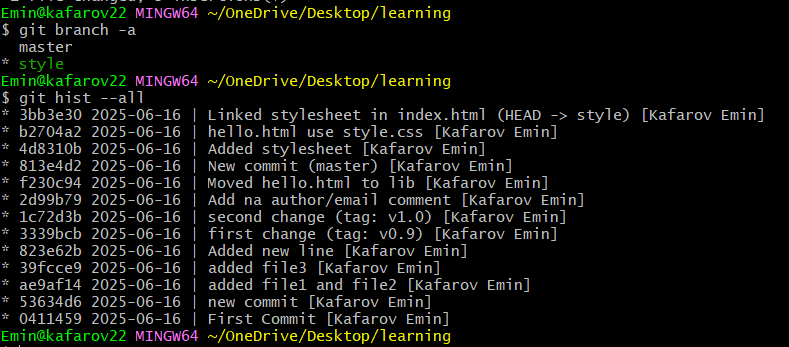 Emin@kafarov22 MINGW64 ~/OneDrive/Desktop/learning
$ git branch -a
  master
* style
Emin@kafarov22 MINGW64 ~/OneDrive/Desktop/learning
$ git hist --all
* 3bb3e30 2025-06-16 | Linked stylesheet in index.html (HEAD -> style) [Kafarov Emin]
* b2704a2 2025-06-16 | hello.html use style.css [Kafarov Emin]
* 4d8310b 2025-06-16 | Added stylesheet [Kafarov Emin]
* 813e4d2 2025-06-16 | New commit (master) [Kafarov Emin]
* f230c94 2025-06-16 | Moved hello.html to lib [Kafarov Emin]
* 2d99b79 2025-06-16 | Add na author/email comment [Kafarov Emin]
* 1c72d3b 2025-06-16 | second change (tag: v1.0) [Kafarov Emin]
* 3339bcb 2025-06-16 | first change (tag: v0.9) [Kafarov Emin]
* 823e62b 2025-06-16 | Added new line [Kafarov Emin]
* 39fcce9 2025-06-16 | added file3 [Kafarov Emin]
* ae9af14 2025-06-16 | added file1 and file2 [Kafarov Emin]
* 53634d6 2025-06-16 | new commit [Kafarov Emin]
* 0411459 2025-06-16 | First Commit [Kafarov Emin]
Emin@kafarov22 MINGW64 ~/OneDrive/Desktop/learning